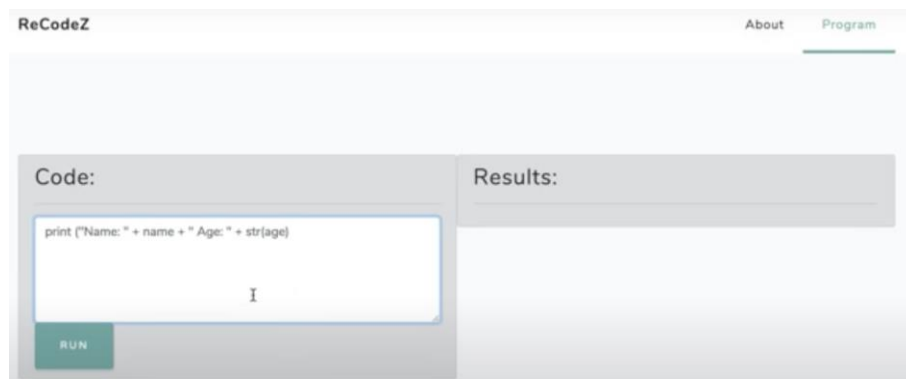 ReCodeZ
About Program
Code:
Results:
print ("Name: " + name + " Age: " + str(age)
RUN